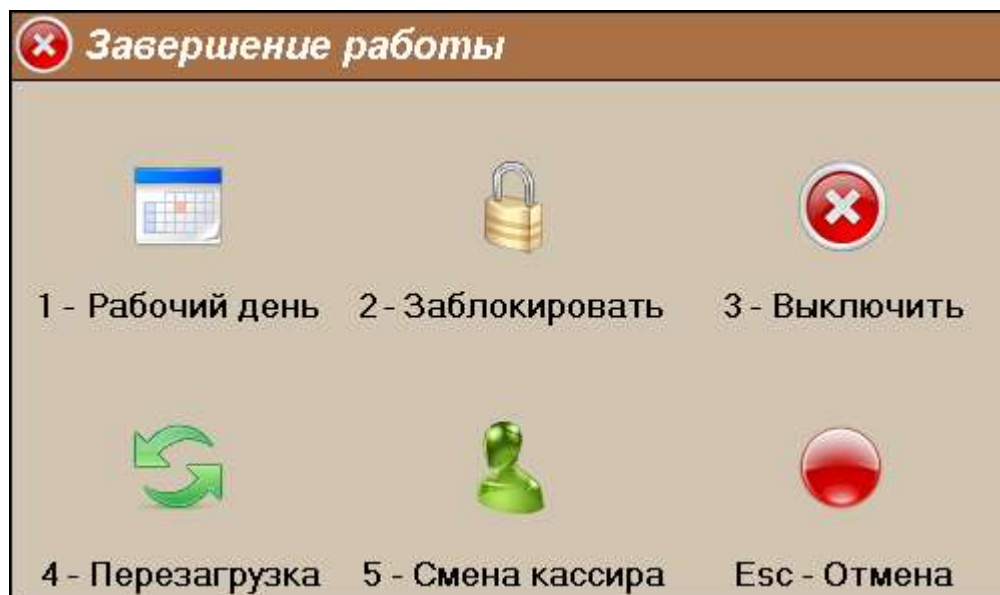 Завершение работы
1 - Рабочий день
2 - Заблокировать
3 - Выключить
4 - Перезагрузка
5 - Смена кассира
Esc - Отмена